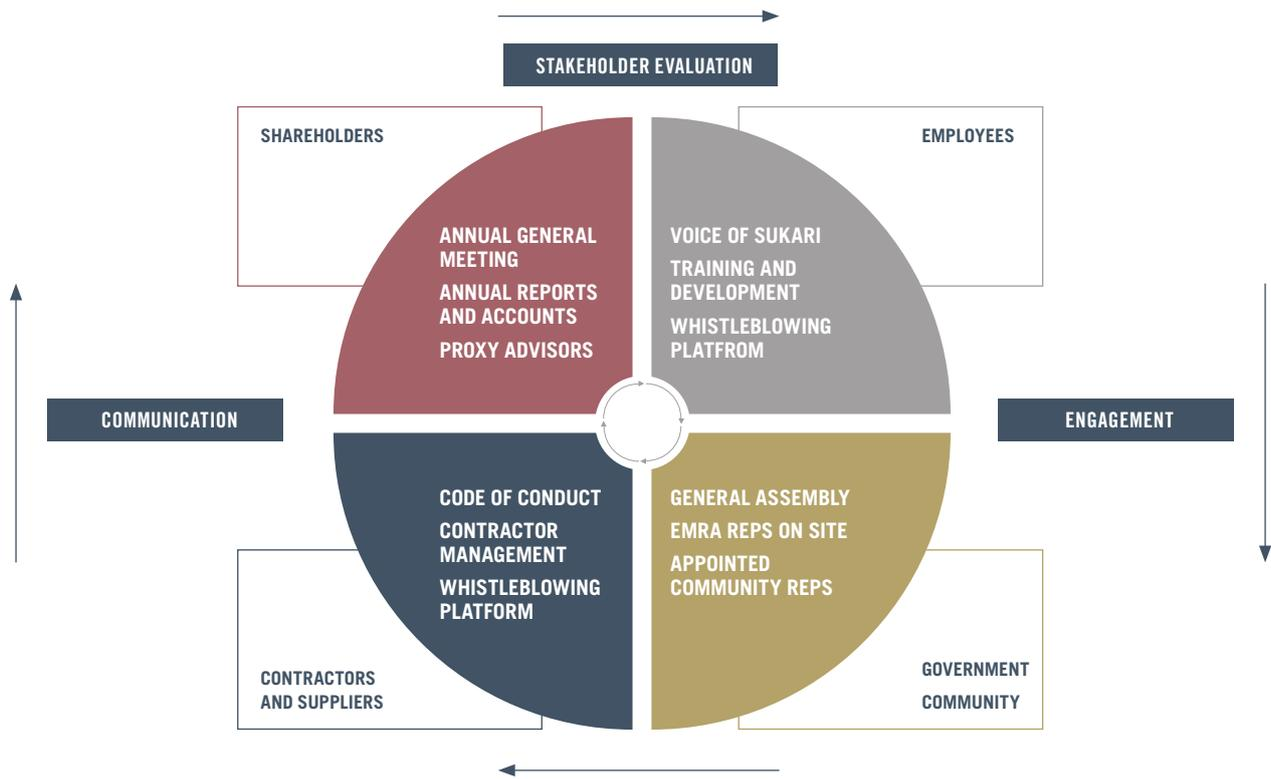 STAKEHOLDER EVALUATION
SHAREHOLDERS
EMPLOYEES
ANNUAL GENERAL
MEETING
ANNUAL REPORTS
AND ACCOUNTS
PROXY ADVISORS
VOICE OF SUKARI
TRAINING AND
DEVELOPMENT
WHISTLEBLOWING
PLATFROM
COMMUNICATION
ENGAGEMENT
CODE OF CONDUCT
CONTRACTOR
MANAGEMENT
WHISTLEBLOWING
PLATFORM
GENERAL ASSEMBLY
EMRA REPS ON SITE
APPOINTED
COMMUNITY REPS
CONTRACTORS
AND SUPPLIERS
GOVERNMENT
COMMUNITY